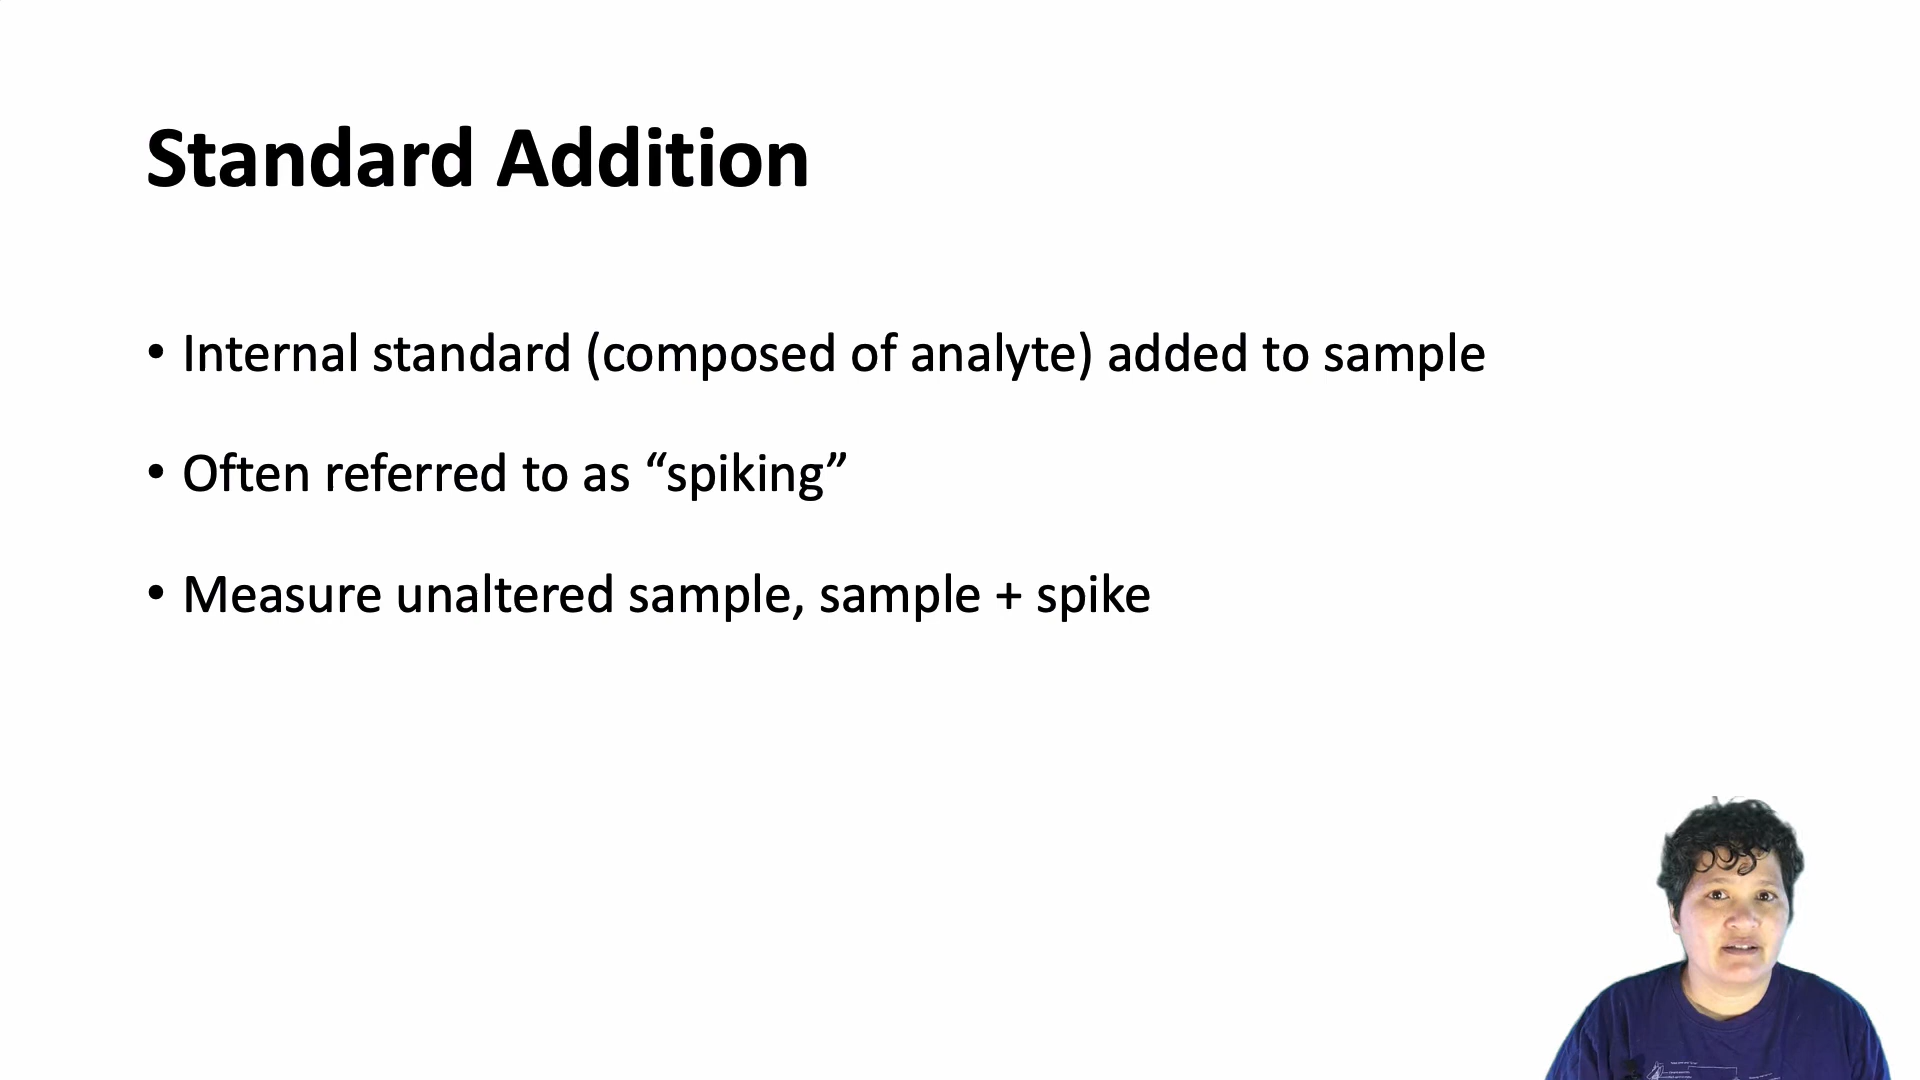 Standard Addition
• Internal standard (composed of analyte) added to sample
• Often referred to as “spiking”
• Measure unaltered sample, sample + spike